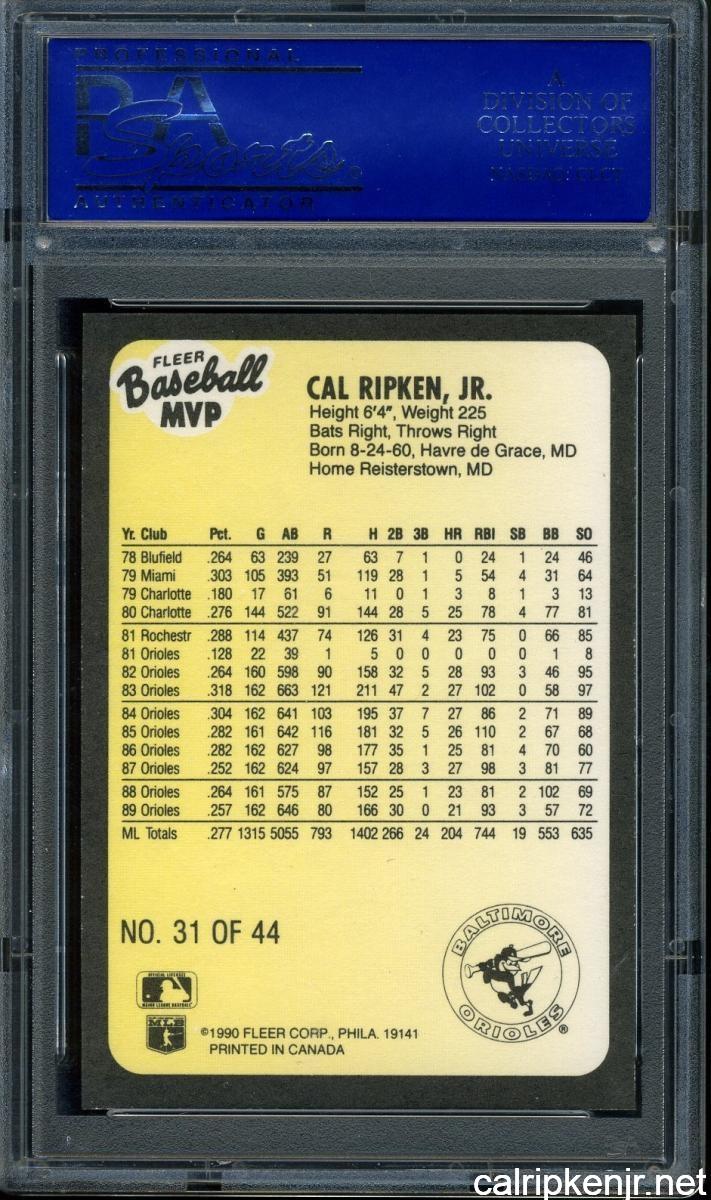 PROFESSIONAL
PSA
Sports®
AUTHENTICATOR
A
DIVISION OF
COLLECTORS
UNIVERSE
NASDAQ: CLCT
FLEER
Baseball
MVP
CAL RIPKEN, JR.
Height 6'4", Weight 225
Bats Right, Throws Right
Born 8-24-60, Havre de Grace, MD
Home Reisterstown, MD
Yr. Club Pct. G AB R H 2B 3B HR RBI SB BB SO
78 Blufield .264 63 239 27 63 7 1 0 24 1 24 46
79 Miami .303 105 393 51 119 28 1 5 54 4 31 64
79 Charlotte .180 17 61 6 11 0 1 3 8 1 3 13
80 Charlotte .276 144 522 91 144 28 5 25 78 4 77 81
81 Rochestr .288 114 437 74 126 31 4 23 75 0 66 85
81 Orioles .128 22 39 1 5 0 0 0 0 0 1 8
82 Orioles .264 160 598 90 158 32 5 28 93 3 46 95
83 Orioles .318 162 663 121 211 47 2 27 102 0 58 97
84 Orioles .304 162 641 103 195 37 7 27 86 2 71 89
85 Orioles .282 161 642 116 181 32 5 26 110 2 67 68
86 Orioles .282 162 627 98 177 35 1 25 81 4 70 60
87 Orioles .252 162 624 97 157 28 3 27 98 3 81 77
88 Orioles .264 161 575 87 152 25 1 23 81 2 102 69
89 Orioles .257 162 646 80 166 30 0 21 93 3 57 72
ML Totals .277 1315 5055 793 1402 266 24 204 744 19 553 635
NO. 31 OF 44
BALTIMORE
ORIOLES®
OFFICIAL LICENSEE
MAJOR LEAGUE BASEBALL
MLB
©1990 FLEER CORP., PHILA. 19141
PRINTED IN CANADA
calripkenjr.net